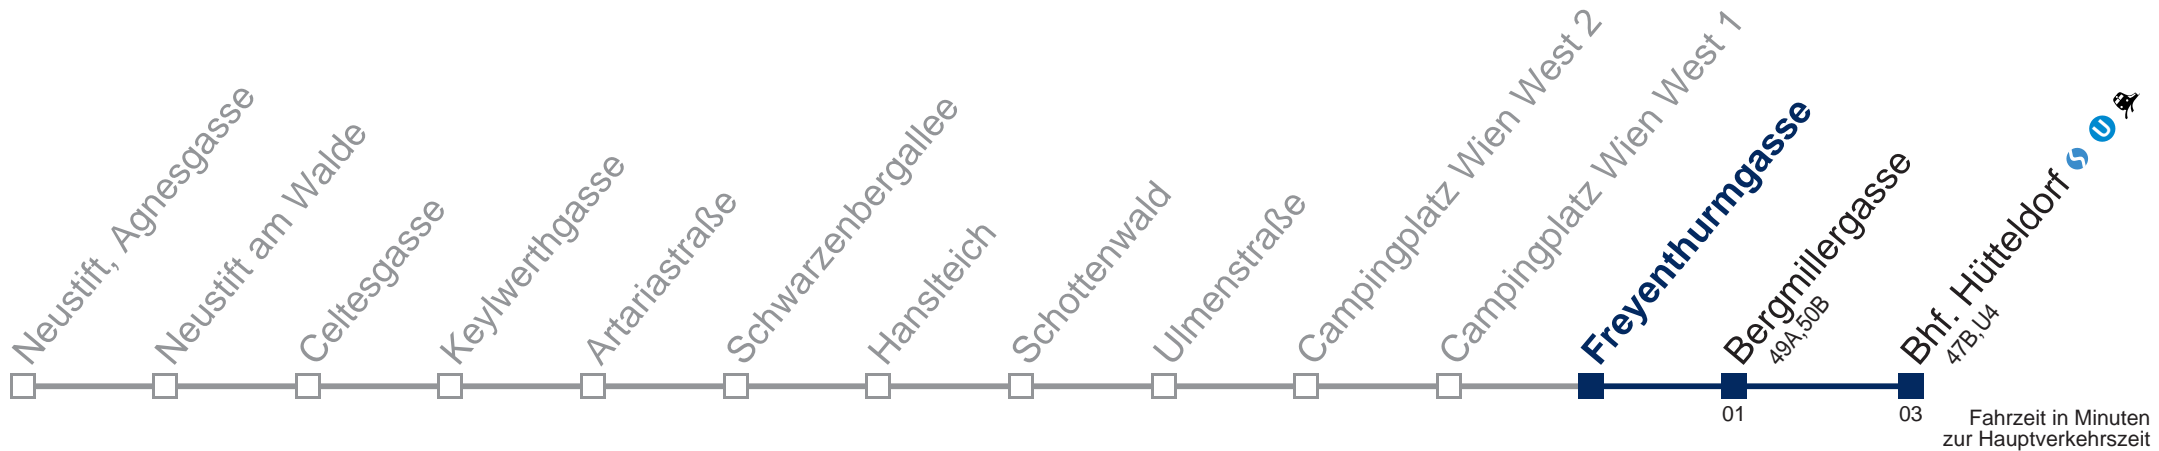 Neustift, Agnesgasse
Neustift am Walde
Celtesgasse
Keylwerthgasse
Artariastraße
Schwarzenbergallee
Hanslteich
Schottenwald
Ulmenstraße
Campingplatz Wien West 2
Campingplatz Wien West 1
Freyenthurmgasse
Bergmillergasse
49A,50B
Bhf. Hütteldorf S U
47B,U4
01
03
Fahrzeit in Minuten
zur Hauptverkehrszeit